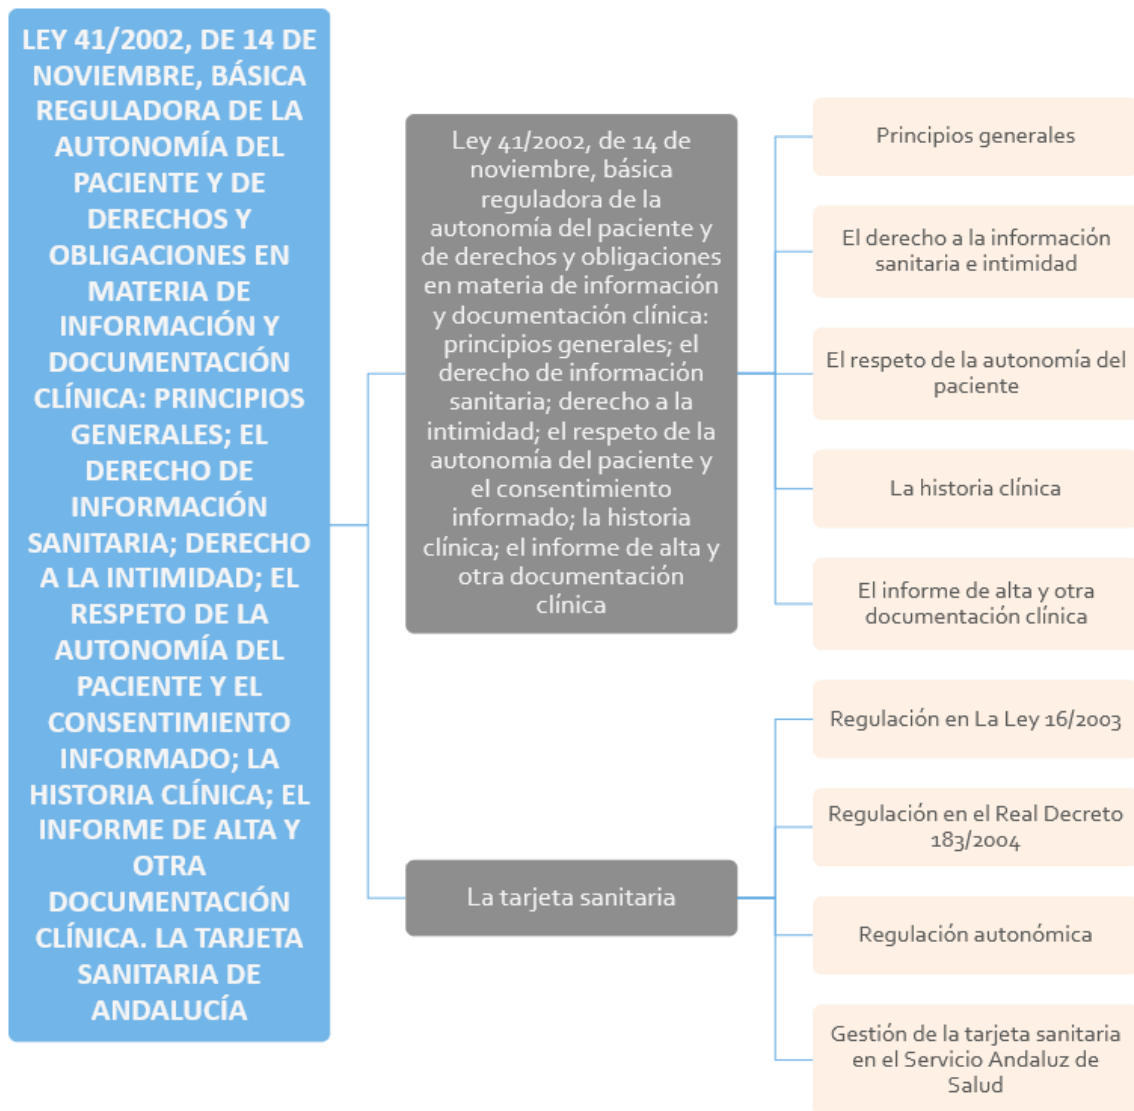 LEY 41/2002, DE 14 DE
NOVIEMBRE, BÁSICA
REGULADORA DE LA
AUTONOMÍA DEL
PACIENTE Y DE
DERECHOS Y
OBLIGACIONES EN
MATERIA DE
INFORMACIÓN Y
DOCUMENTACIÓN
CLÍNICA: PRINCIPIOS
GENERALES; EL
DERECHO DE
INFORMACIÓN
SANITARIA; DERECHO
A LA INTIMIDAD; EL
RESPETO DE LA
AUTONOMÍA DEL
PACIENTE Y EL
CONSENTIMIENTO
INFORMADO; LA
HISTORIA CLÍNICA; EL
INFORME DE ALTA Y
OTRA
DOCUMENTACIÓN
CLÍNICA. LA TARJETA
SANITARIA DE
ANDALUCÍA
Ley 41/2002, de 14 de
noviembre, básica
reguladora de la
autonomía del paciente y
de derechos y obligaciones
en materia de información
y documentación clínica:
principios generales; el
derecho de información
sanitaria; derecho a la
intimidad; el respeto de la
autonomía del paciente y
el consentimiento
informado; la historia
clínica; el informe de alta y
otra documentación
clínica
Principios generales
El derecho a la información
sanitaria e intimidad
El respeto de la autonomía del
paciente
La historia clínica
El informe de alta y otra
documentación clínica
La tarjeta sanitaria
Regulación en La Ley 16/2003
Regulación en el Real Decreto
183/2004
Regulación autonómica
Gestión de la tarjeta sanitaria
en el Servicio Andaluz de
Salud